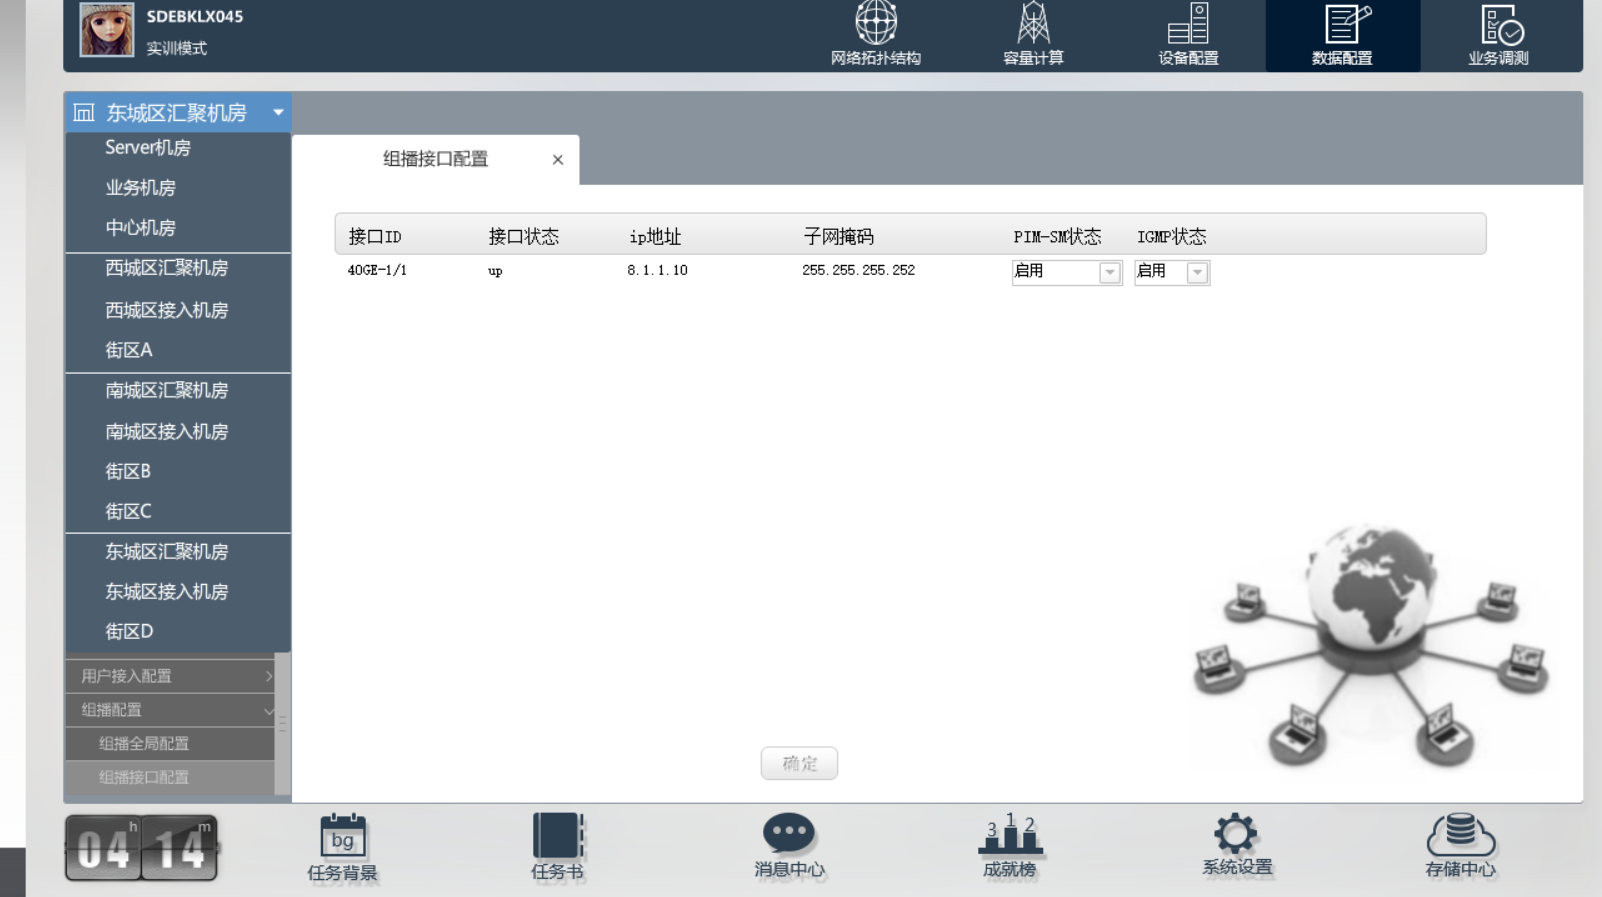 SDEBKLX045
实训模式
网络拓扑结构
容量计算
设备配置
数据配置
业务调测
东城区汇聚机房
Server机房
业务机房
中心机房
西城区汇聚机房
西城区接入机房
街区A
南城区汇聚机房
南城区接入机房
街区B
街区C
东城区汇聚机房
东城区接入机房
街区D
用户接入配置
组播配置
组播全局配置
组播接口配置
组播接口配置 ×
接口ID 接口状态 ip地址 子网掩码 PIM-SM状态 IGMP状态
40GE-1/1 up 8.1.1.10 255.255.255.252 启用 启用
确定
04 h 14 m
bg
任务背景
任务书
消息中心
3 1 2
成就榜
系统设置
存储中心